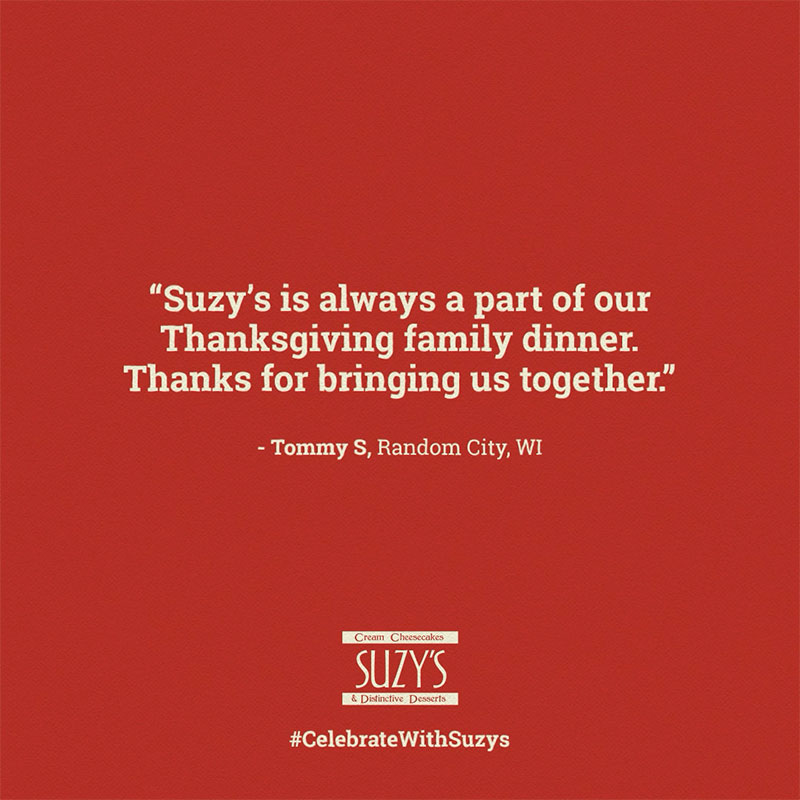 “Suzy’s is always a part of our
Thanksgiving family dinner.
Thanks for bringing us together.”
- Tommy S, Random City, WI
Cream Cheesecakes
SUZY’S
& Distinctive Desserts
#CelebrateWithSuzys